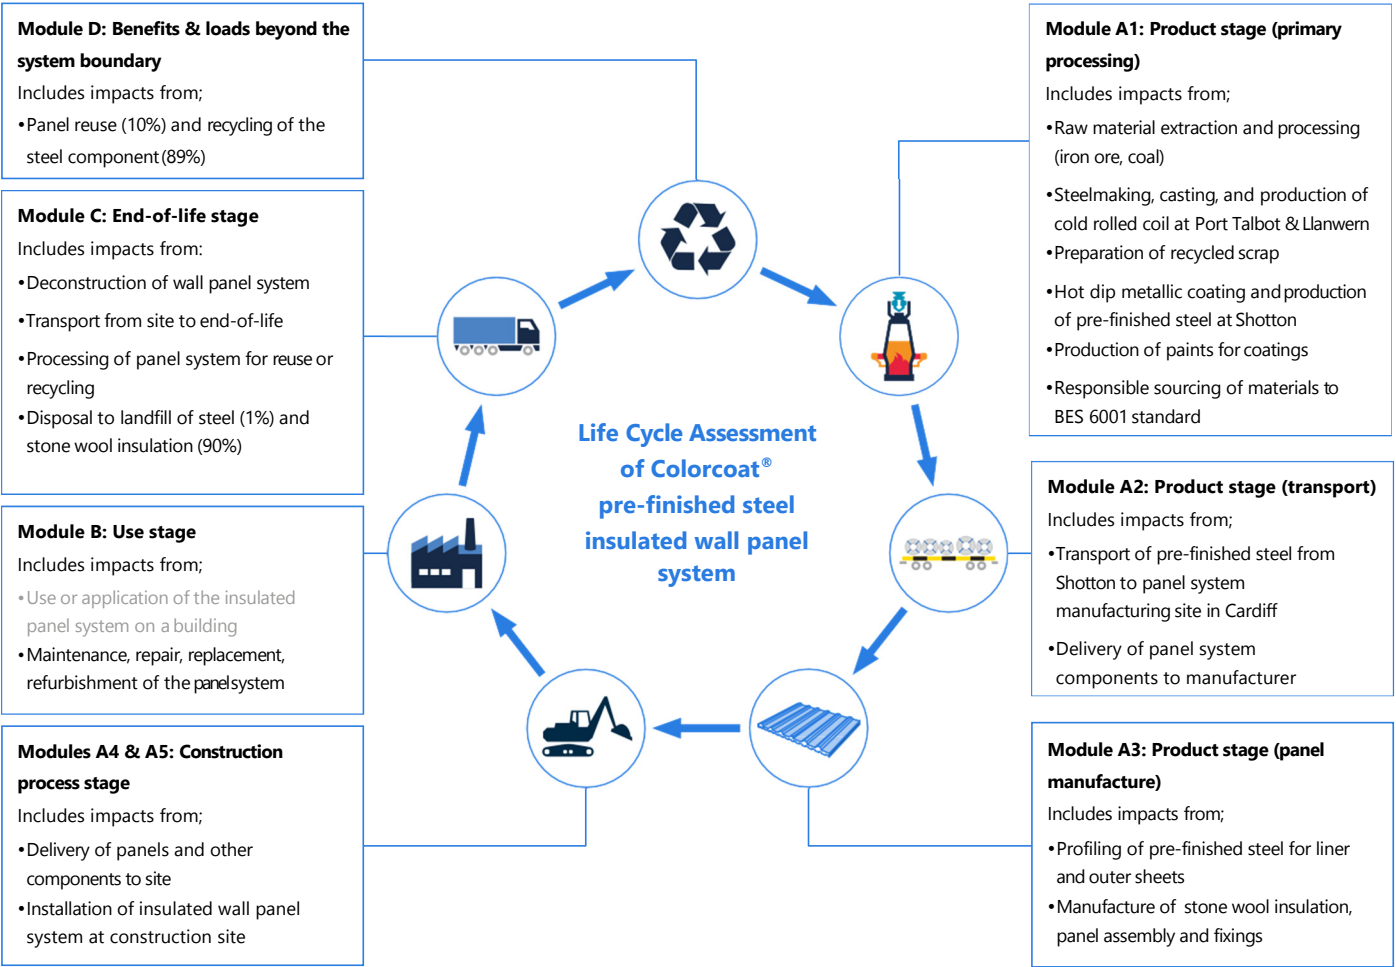 Module D: Benefits & loads beyond the
system boundary
Includes impacts from;
•Panel reuse (10%) and recycling of the
steel component (89%)
Module C: End-of-life stage
Includes impacts from:
•Deconstruction of wall panel system
•Transport from site to end-of-life
•Processing of panel system for reuse or
recycling
•Disposal to landfill of steel (1%) and
stone wool insulation (90%)
Module B: Use stage
Includes impacts from;
•Use or application of the insulated
panel system on a building
•Maintenance, repair, replacement,
refurbishment of the panel system
Modules A4 & A5: Construction
process stage
Includes impacts from;
•Delivery of panels and other
components to site
•Installation of insulated wall panel
system at construction site
Life Cycle Assessment
of Colorcoat®
pre-finished steel
insulated wall panel
system
Module A1: Product stage (primary
processing)
Includes impacts from;
•Raw material extraction and processing
(iron ore, coal)
•Steelmaking, casting, and production of
cold rolled coil at Port Talbot & Llanwern
•Preparation of recycled scrap
•Hot dip metallic coating and production
of pre-finished steel at Shotton
•Production of paints for coatings
•Responsible sourcing of materials to
BES 6001 standard
Module A2: Product stage (transport)
Includes impacts from;
•Transport of pre-finished steel from
Shotton to panel system
manufacturing site in Cardiff
•Delivery of panel system
components to manufacturer
Module A3: Product stage (panel
manufacture)
Includes impacts from;
•Profiling of pre-finished steel for liner
and outer sheets
•Manufacture of stone wool insulation,
panel assembly and fixings